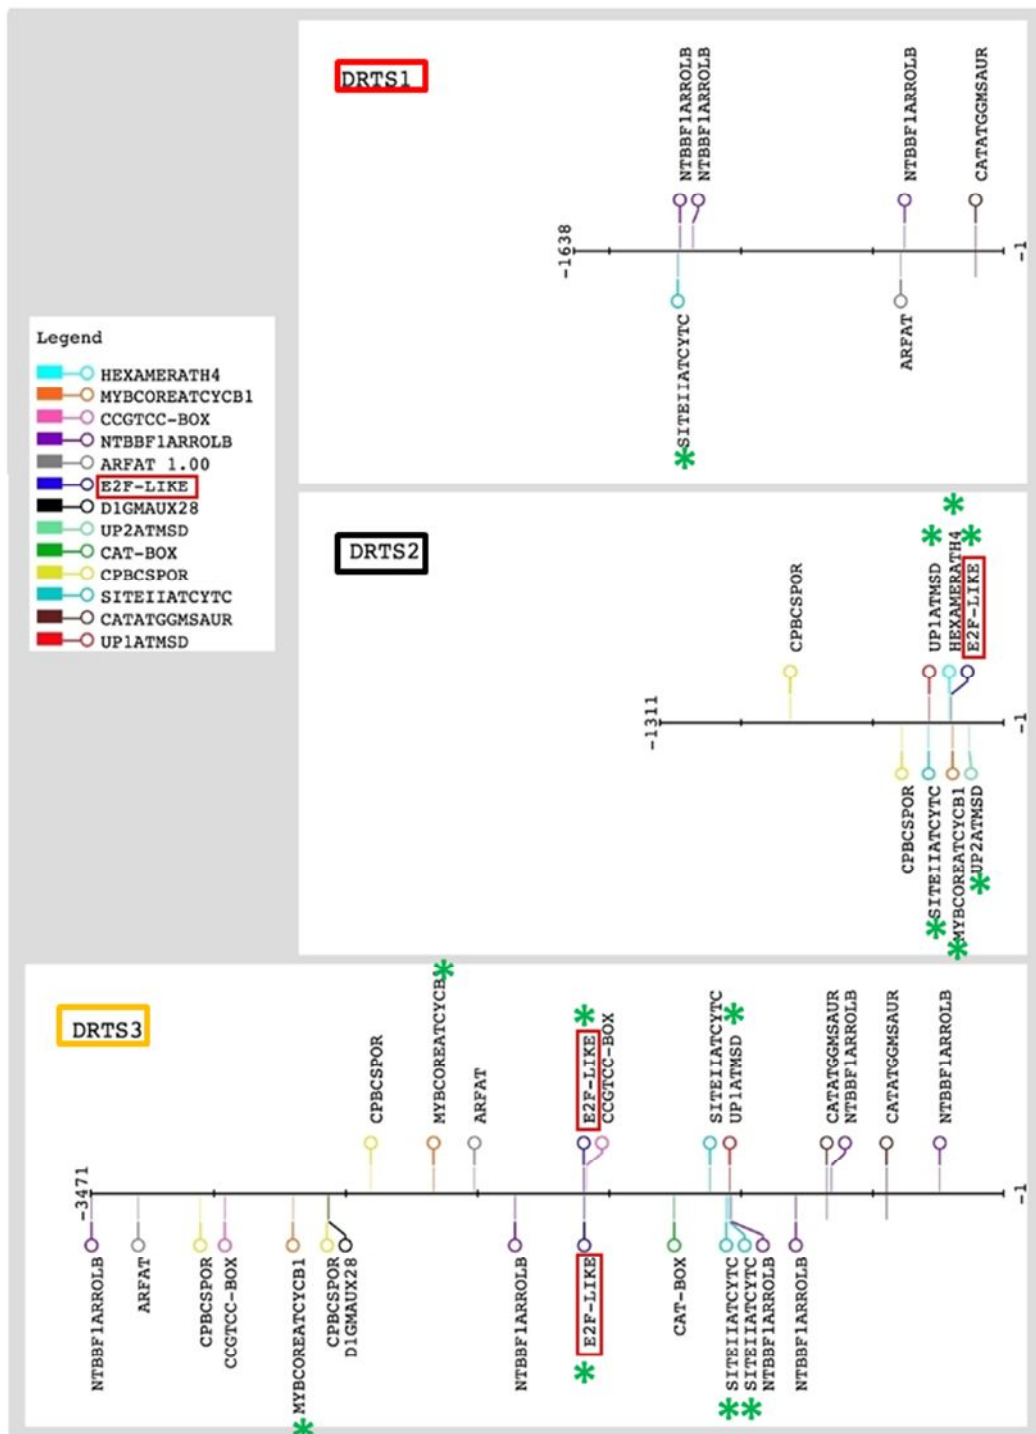 DRTS1
NTBBF1ARROLB
NTBBF1ARROLB
NTBBF1ARROLB
CATATGGMSAUR
-1638
-1
SITEIIATCYTC
*
ARFAT
Legend
HEXAMERATH4
MYBCOREATCYCB1
CCGTCC-BOX
NTBBF1ARROLB
ARFAT 1.00
E2F-LIKE
D1GMAUX28
UP2ATMSD
CAT-BOX
CPBCSPOR
SITEIIATCYTC
CATATGGMSAUR
UP1ATMSD
DRTS2
CPBCSPOR
*
UP1ATMSD
*
HEXAMERATH4
*
E2F-LIKE
-1311
-1
CPBCSPOR
SITEIIATCYTC
*
MYBCOREATCYCB1
*
UP2ATMSD
*
DRTS3
CPBCSPOR
MYBCOREATCYCB
*
ARFAT
*
E2F-LIKE
CCGTCC-BOX
SITEIIATCYTC
UP1ATMSD
*
CATATGGMSAUR
NTBBF1ARROLB
CATATGGMSAUR
NTBBF1ARROLB
-3471
-1
NTBBF1ARROLB
ARFAT
CPBCSPOR
CCGTCC-BOX
MYBCOREATCYCB1
*
CPBCSPOR
D1GMAUX28
NTBBF1ARROLB
E2F-LIKE
*
CAT-BOX
SITEIIATCYTC
*
SITEIIATCYTC
*
NTBBF1ARROLB
NTBBF1ARROLB